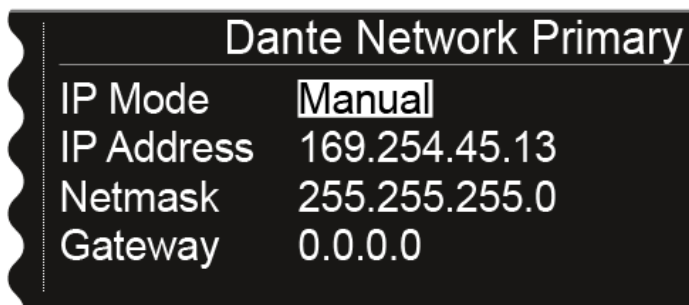 Dante Network Primary
IP Mode Manual
IP Address 169.254.45.13
Netmask 255.255.255.0
Gateway 0.0.0.0